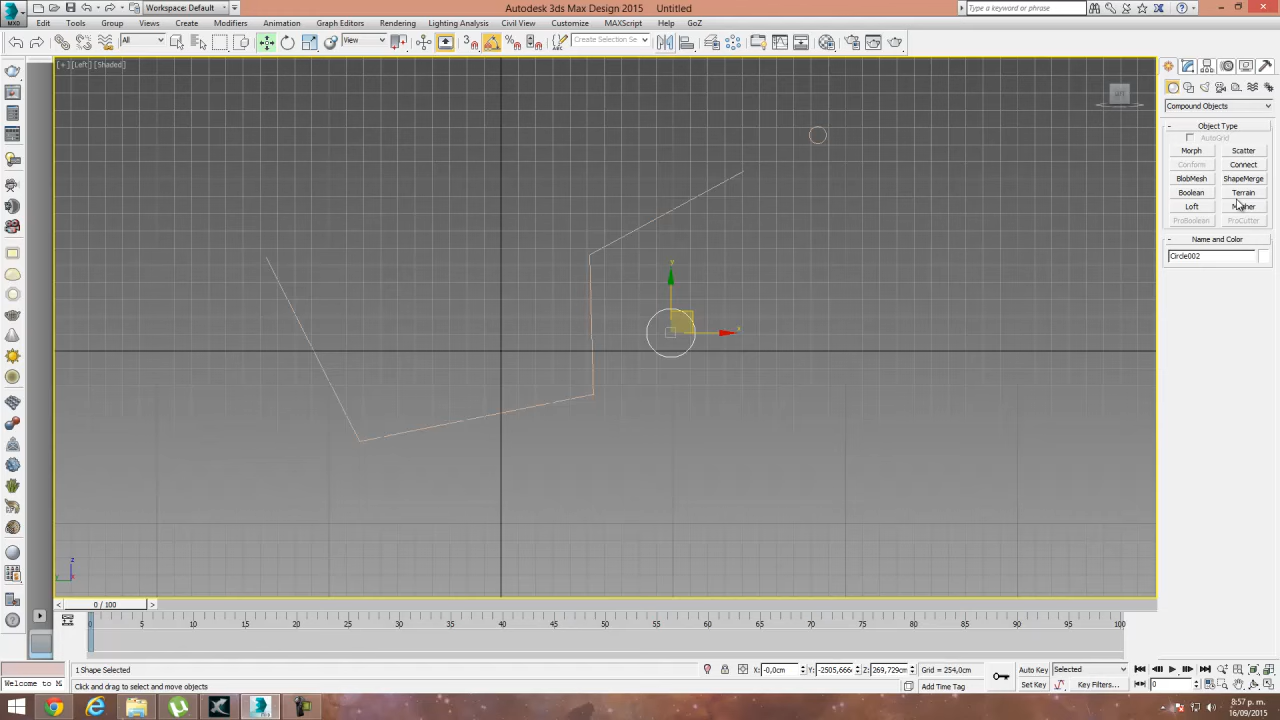 Workspace: Default
Autodesk 3ds Max Design 2015 Untitled
Type a keyword or phrase
Edit Tools Group Views Create Modifiers Animation Graph Editors Rendering Lighting Analysis Civil View Customize MAXScript Help GoZ
All View Create Selection Se
[+][Left][Shaded]
Compound Objects
Object Type
AutoGrid
Morph Scatter
Conform Connect
BlobMesh ShapeMerge
Boolean Terrain
Loft
ProBoolean ProCutter
Name and Color
Circle002
y
x
z
y x
0 / 100
0 5 10 15 20 25 30 35 40 45 50 55 60 65 70 75 80 85 90 95 100
1 Shape Selected
X: -0,0cm Y: -2505,666 Z: 269,729cm Grid = 254,0cm
Auto Key Selected
Welcome to M
Click and drag to select and move objects
Add Time Tag
Set Key Key Filters... 0
8:57 p. m.
16/09/2015